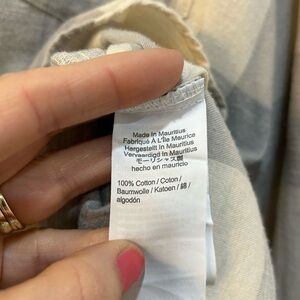 Made In Mauritius
Fabriqué À L'île Maurice
Hergestellt In Mauritius
Vervaardigd In Mauritius
モーリシャス製
hecho en mauricio
100% Cotton / Coton /
Baumwolle / Katoen / 綿 /
algodón